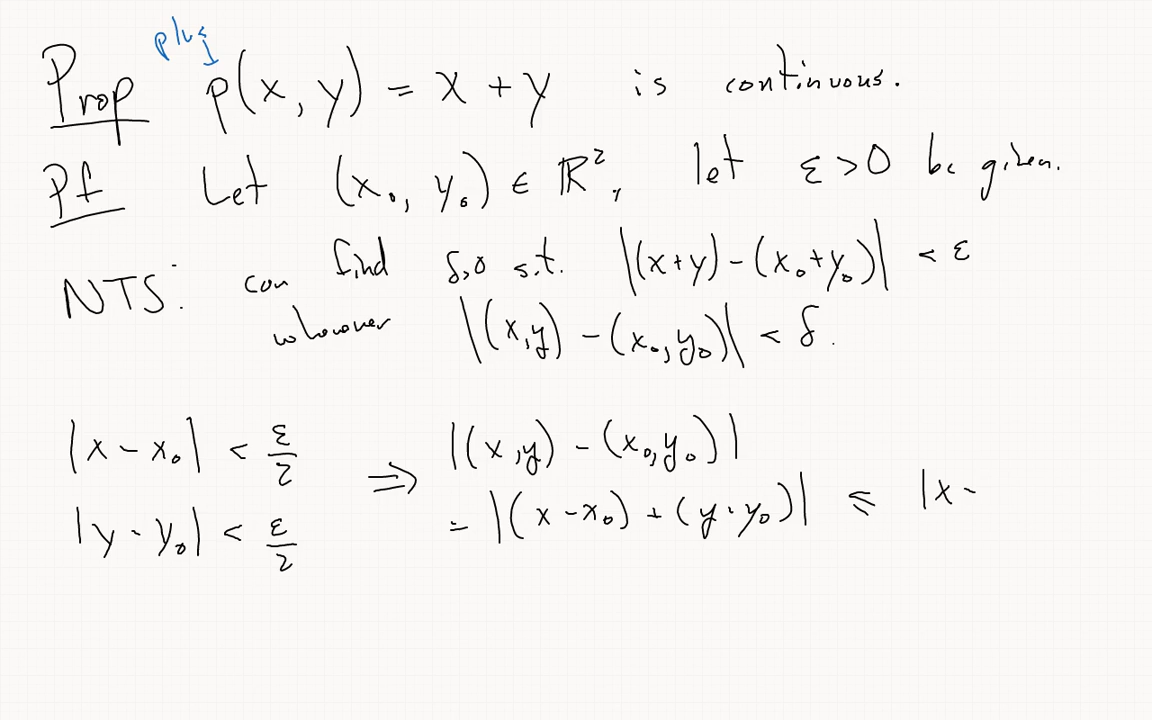 plus
Prop p(x, y) = x + y is continuous.
Pf Let (x₀, y₀) ∈ ℝ², let ε > 0 be given.
NTS: can find δ>0 s.t. |(x+y) - (x₀+y₀)| < ε
whenever |(x,y) - (x₀,y₀)| < δ.
|x - x₀| < ε/2 ⇒ |(x,y) - (x₀,y₀)|
|y - y₀| < ε/2 = |(x - x₀) + (y - y₀)| ≤ |x -